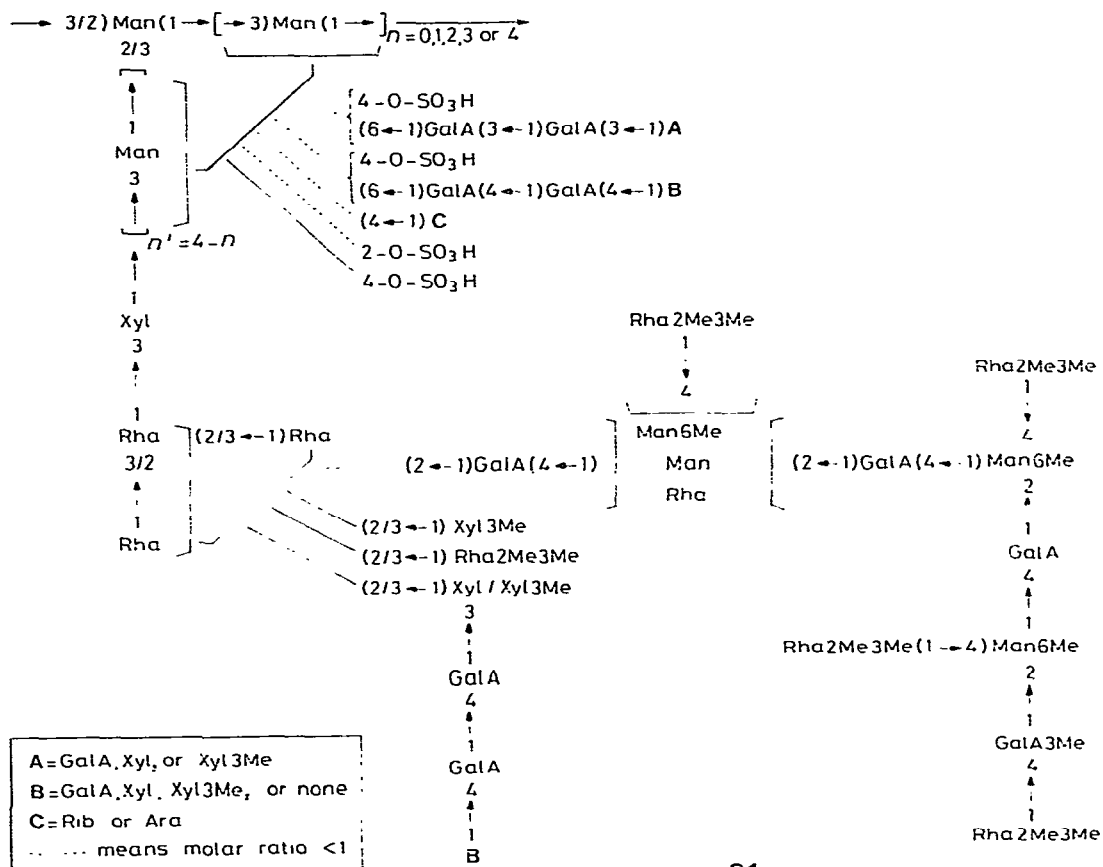 → 3/2)Man(1→[→3)Man(1→]n=0,1,2,3 or 4
2/3
1
Man
3
n'=4-n
4-O-SO3H
(6←1)GalA(3←1)GalA(3←1)A
4-O-SO3H
(6←1)GalA(4←1)GalA(4←1)B
(4←1)C
2-O-SO3H
4-O-SO3H
1
Xyl
3
1
Rha
3/2
1
Rha
(2/3←1)Rha
(2←1)GalA(4←1)
Rha2Me3Me
1
4
Man6Me
Man
Rha
(2←1)GalA(4←1)Man6Me
Rha2Me3Me
1
4
2
1
GalA
4
1
Rha2Me3Me(1→4)Man6Me
2
1
GalA3Me
4
1
Rha2Me3Me
(2/3←1) Xyl3Me
(2/3←1) Rha2Me3Me
(2/3←1) Xyl/Xyl3Me
3
1
GalA
4
1
GalA
4
1
B
A=GalA,Xyl, or Xyl3Me
B=GalA,Xyl, Xyl3Me, or none
C=Rib or Ara
..... means molar ratio <1